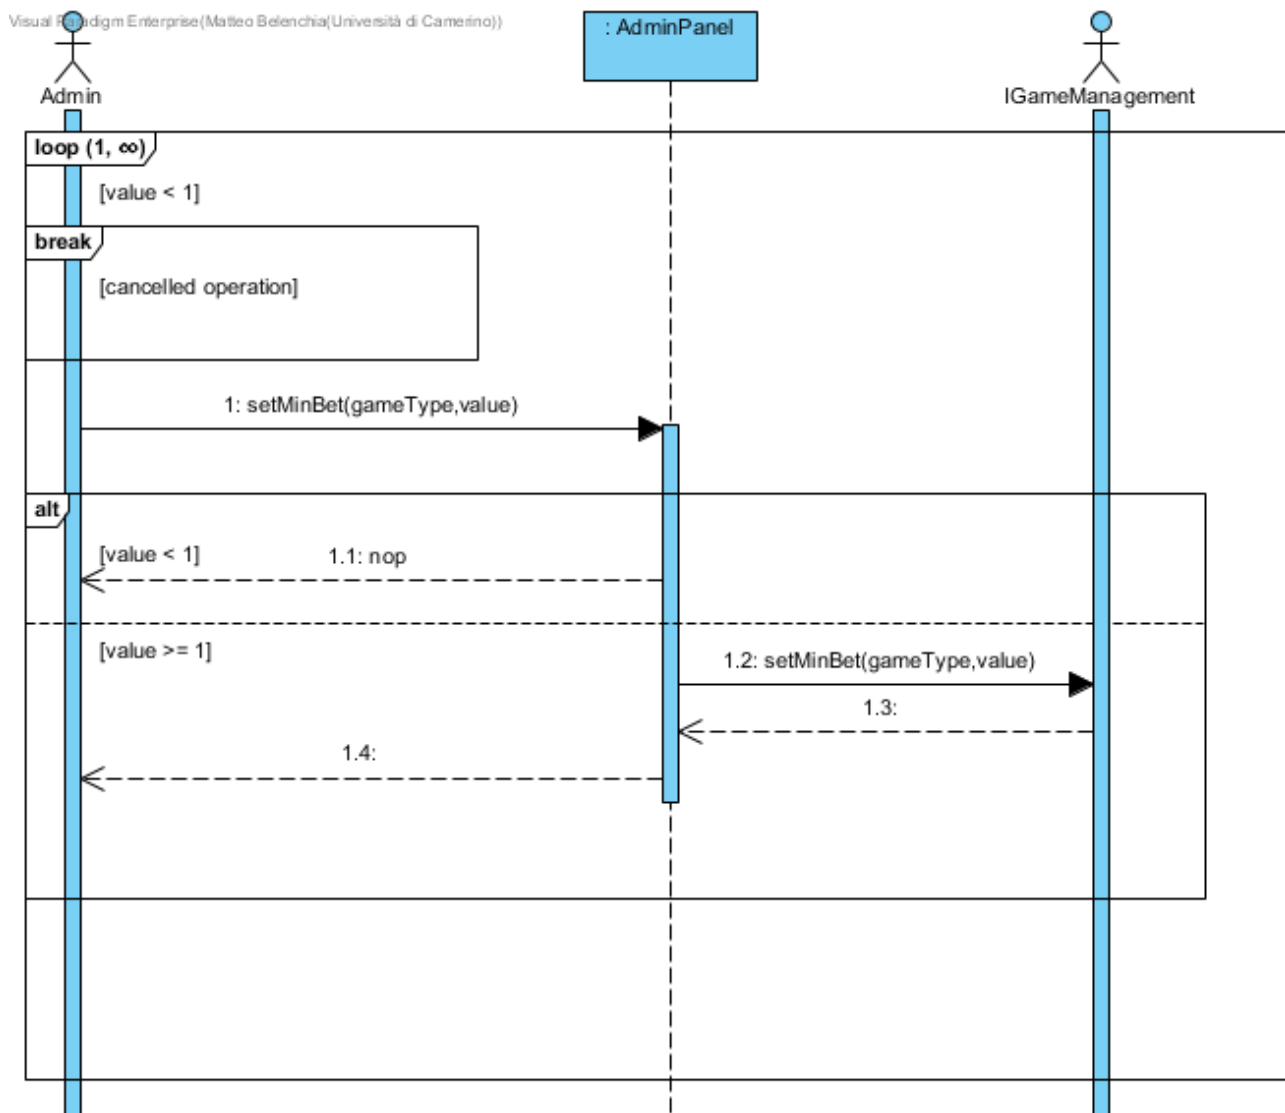 Visual Paradigm Enterprise(Matteo Belenchia(Università di Camerino))
: AdminPanel
Admin
IGameManagement
loop (1, ∞)
[value < 1]
break
[cancelled operation]
1: setMinBet(gameType,value)
alt
[value < 1]
1.1: nop
[value >= 1]
1.2: setMinBet(gameType,value)
1.3:
1.4: